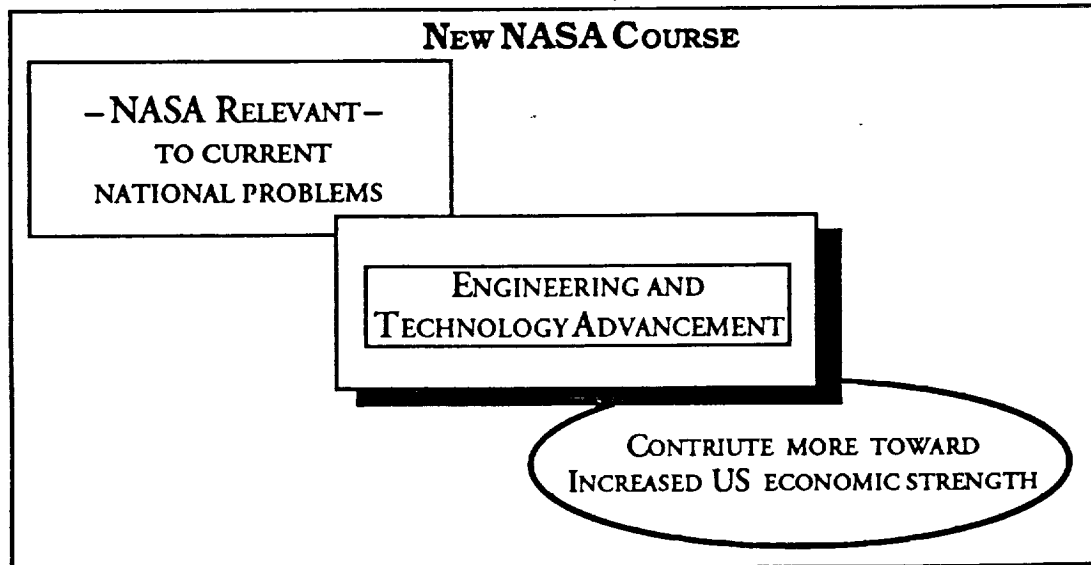 NEW NASA COURSE
–NASA RELEVANT–
TO CURRENT
NATIONAL PROBLEMS
ENGINEERING AND
TECHNOLOGY ADVANCEMENT
CONTRIUTE MORE TOWARD
INCREASED US ECONOMIC STRENGTH